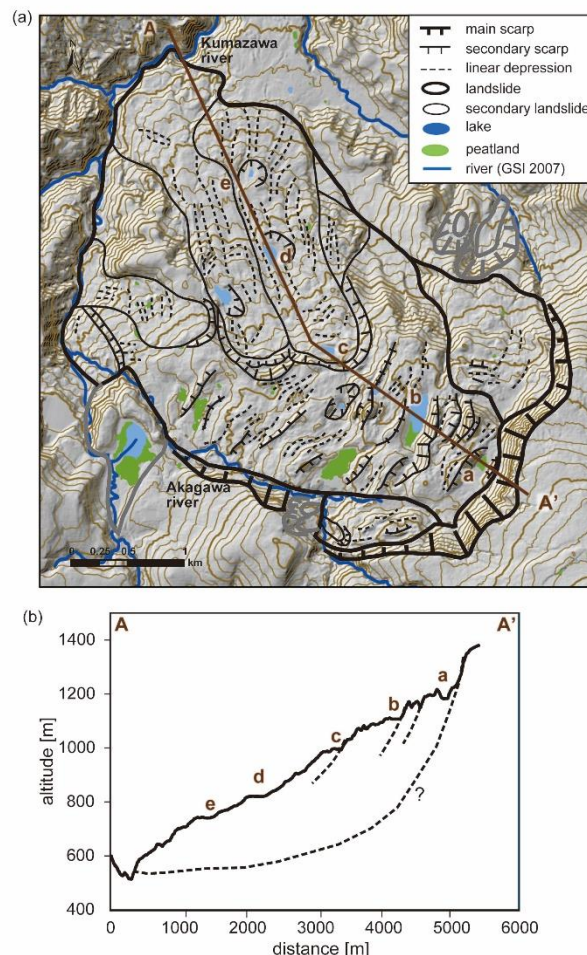 (a)
N
A
Kumazawa
river
main scarp
secondary scarp
linear depression
landslide
secondary landslide
lake
peatland
river (GSI 2007)
e
d
c
b
a
A'
Akagawa
river
0 0.25 0.5 1
km
(b)
A A'
1400
1200
1000
800
600
400
altitude [m]
a
b
c
d
e
?
0 1000 2000 3000 4000 5000 6000
distance [m]